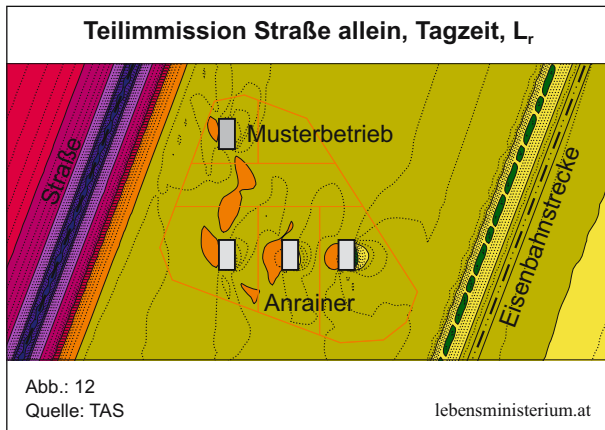 Teilimmission Straße allein, Tagzeit, Lr
Straße
Musterbetrieb
Anrainer
Eisenbahnstrecke
Abb.: 12
Quelle: TAS
lebensministerium.at